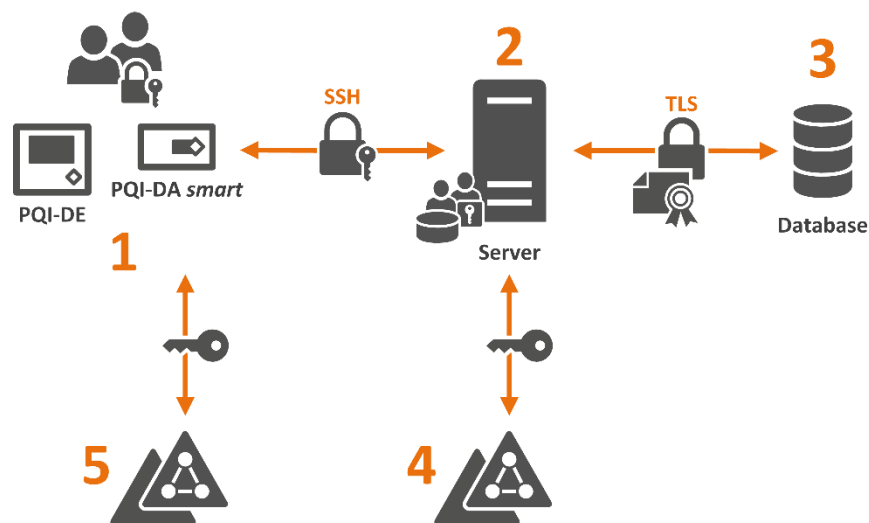 2
3
SSH
TLS
PQI-DE
PQI-DA smart
Database
1
Server
5
4